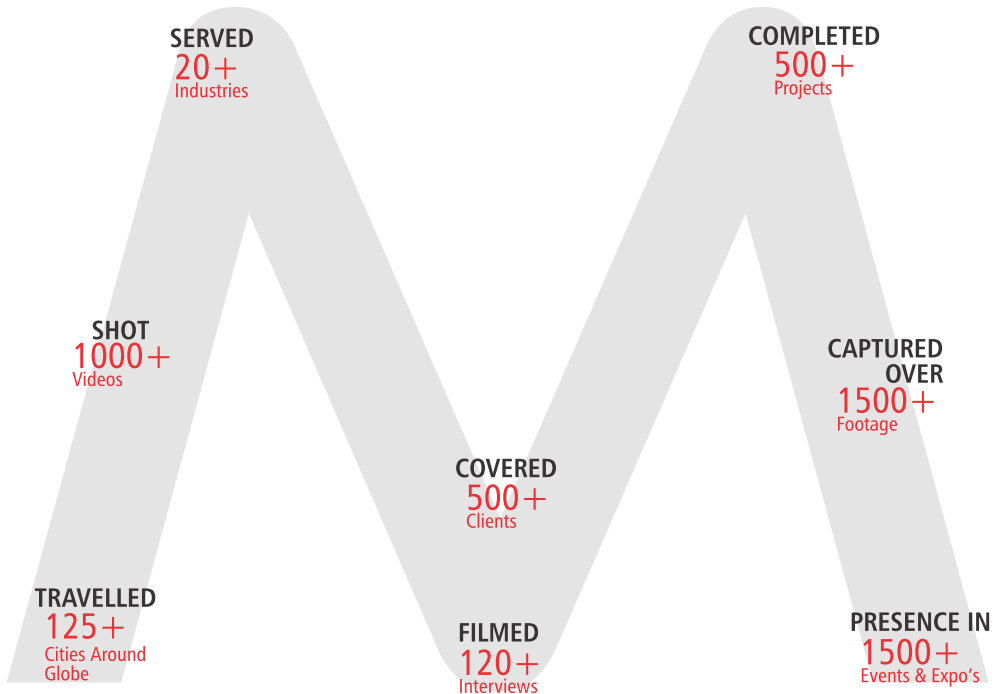 SERVED
20+
Industries
COMPLETED
500+
Projects
SHOT
1000+
Videos
CAPTURED
OVER
1500+
Footage
COVERED
500+
Clients
TRAVELLED
125+
Cities Around
Globe
FILMED
120+
Interviews
PRESENCE IN
1500+
Events & Expo’s